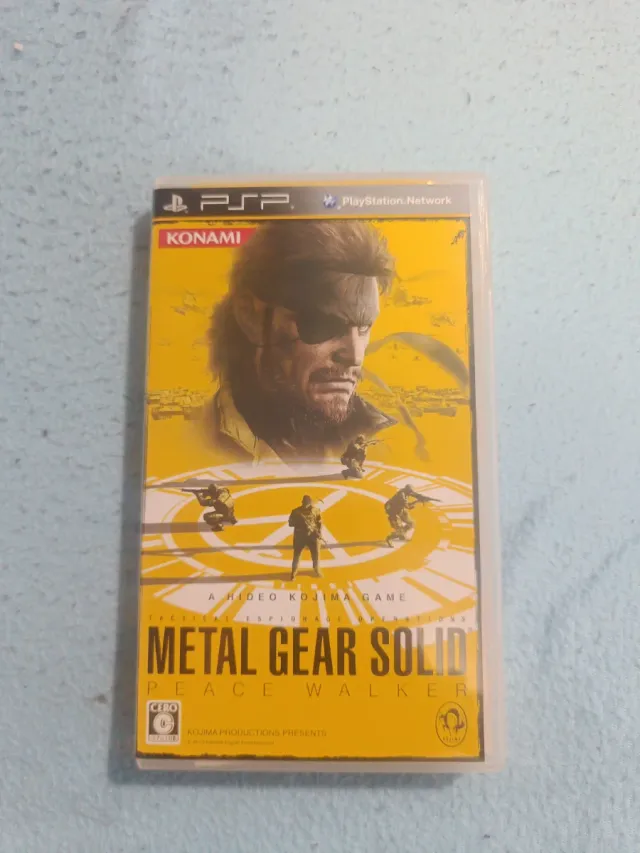 PSP
PlayStation.Network
KONAMI
A HIDEO KOJIMA GAME
TACTICAL ESPIONAGE OPERATIONS
METAL GEAR SOLID
PEACE WALKER
CERO
C
KOJIMA PRODUCTIONS PRESENTS